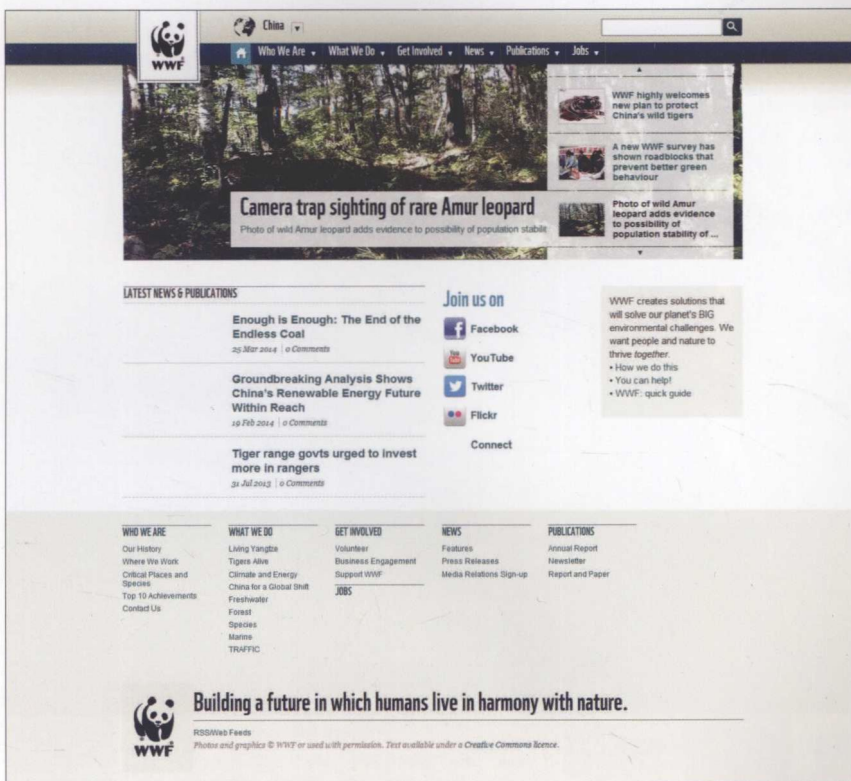 China
WWF
Who We Are What We Do Get Involved News Publications Jobs
WWF highly welcomes
new plan to protect
China's wild tigers
A new WWF survey has
shown roadblocks that
prevent better green
behaviour
Photo of wild Amur
leopard adds evidence
to possibility of
population stability of ...
Camera trap sighting of rare Amur leopard
Photo of wild Amur leopard adds evidence to possibility of population stabilit
LATEST NEWS & PUBLICATIONS
Enough is Enough: The End of the
Endless Coal
25 Mar 2014 | 0 Comments
Groundbreaking Analysis Shows
China's Renewable Energy Future
Within Reach
19 Feb 2014 | 0 Comments
Tiger range govts urged to invest
more in rangers
31 Jul 2013 | 0 Comments
Join us on
Facebook
YouTube
Twitter
Flickr
Connect
WWF creates solutions that
will solve our planet's BIG
environmental challenges. We
want people and nature to
thrive together.
• How we do this
• You can help!
• WWF: quick guide
WHO WE ARE
Our History
Where We Work
Critical Places and
Species
Top 10 Achievements
Contact Us
WHAT WE DO
Living Yangtze
Tigers Alive
Climate and Energy
China for a Global Shift
Freshwater
Forest
Species
Marine
TRAFFIC
GET INVOLVED
Volunteer
Business Engagement
Support WWF
JOBS
NEWS
Features
Press Releases
Media Relations Sign-up
PUBLICATIONS
Annual Report
Newsletter
Report and Paper
WWF
Building a future in which humans live in harmony with nature.
RSS/Web Feeds
Photos and graphics © WWF or used with permission. Text available under a Creative Commons licence.